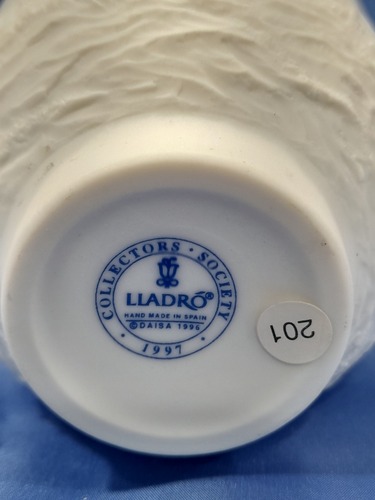 COLLECTORS · SOCIETY
LLADRÓ®
HAND MADE IN SPAIN
© DAISA 1996
· 1997 ·
201